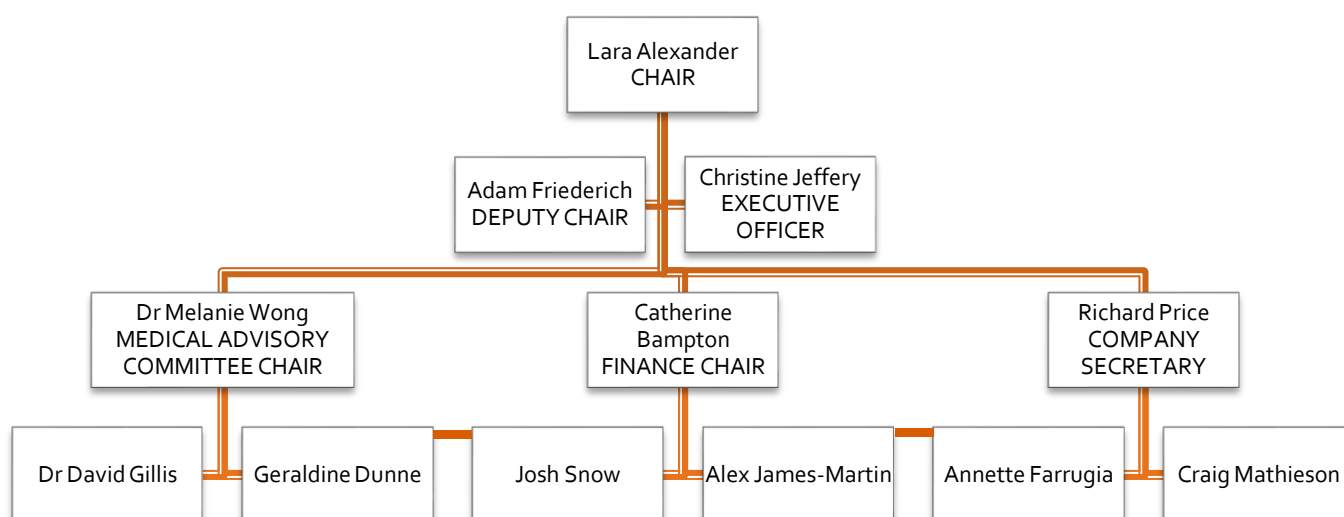 Lara Alexander
CHAIR
Adam Friederich
DEPUTY CHAIR
Christine Jeffery
EXECUTIVE
OFFICER
Dr Melanie Wong
MEDICAL ADVISORY
COMMITTEE CHAIR
Catherine
Bampton
FINANCE CHAIR
Richard Price
COMPANY
SECRETARY
Dr David Gillis
Geraldine Dunne
Josh Snow
Alex James-Martin
Annette Farrugia
Craig Mathieson